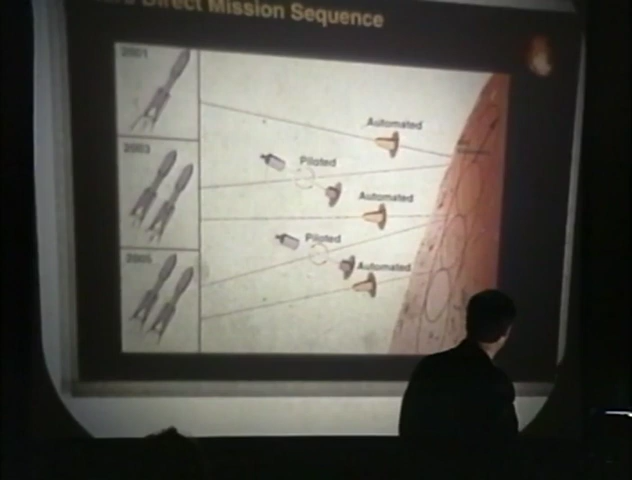 Direct Mission Sequence
2001
Automated
2003
Piloted
Automated
Piloted
2005
Automated